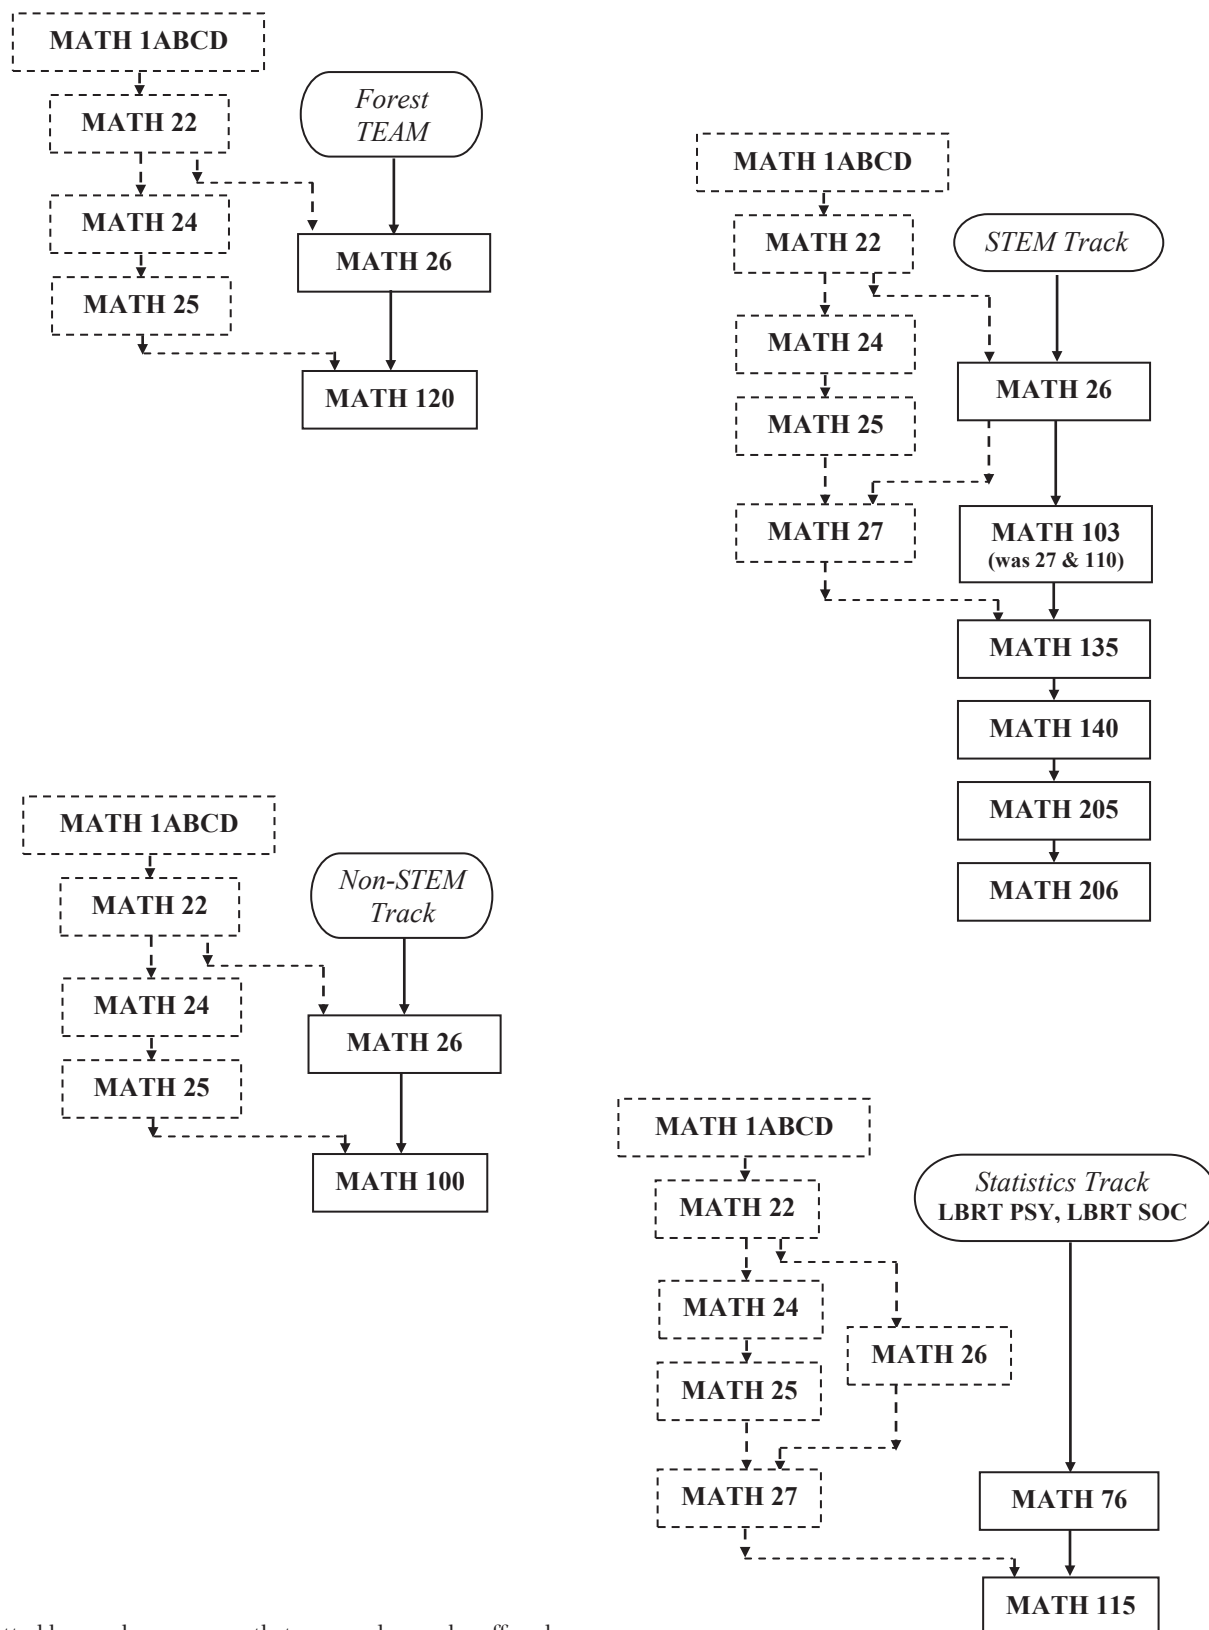 MATH 1ABCD
MATH 22
MATH 24
MATH 25
Forest
TEAM
MATH 26
MATH 120
MATH 1ABCD
MATH 22
MATH 24
MATH 25
MATH 27
STEM Track
MATH 26
MATH 103
(was 27 & 110)
MATH 135
MATH 140
MATH 205
MATH 206
MATH 1ABCD
MATH 22
MATH 24
MATH 25
Non-STEM
Track
MATH 26
MATH 100
MATH 1ABCD
MATH 22
MATH 24
MATH 25
MATH 26
MATH 27
Statistics Track
LBRT PSY, LBRT SOC
MATH 76
MATH 115